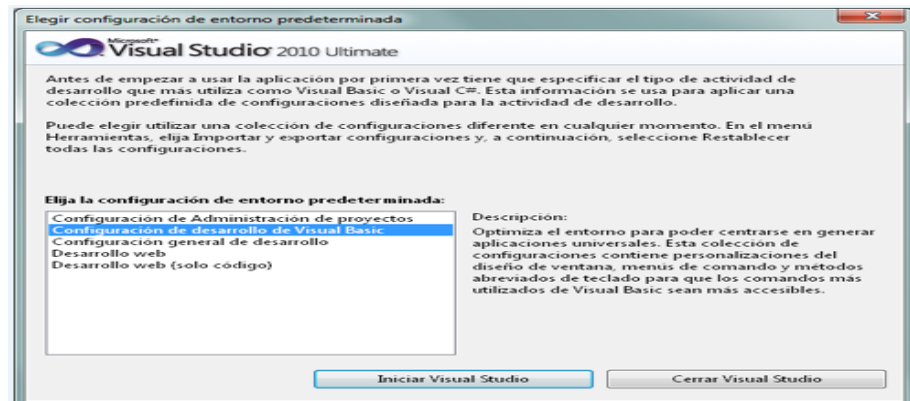 Elegir configuración de entorno predeterminada
Microsoft
Visual Studio 2010 Ultimate
Antes de empezar a usar la aplicación por primera vez tiene que especificar el tipo de actividad de
desarrollo que más utiliza como Visual Basic o Visual C#. Esta información se usa para aplicar una
colección predefinida de configuraciones diseñada para la actividad de desarrollo.
Puede elegir utilizar una colección de configuraciones diferente en cualquier momento. En el menú
Herramientas, elija Importar y exportar configuraciones y, a continuación, seleccione Restablecer
todas las configuraciones.
Elija la configuración de entorno predeterminada:
Configuración de Administración de proyectos
Configuración de desarrollo de Visual Basic
Configuración general de desarrollo
Desarrollo web
Desarrollo web (solo código)
Descripción:
Optimiza el entorno para poder centrarse en generar
aplicaciones universales. Esta colección de
configuraciones contiene personalizaciones del
diseño de ventana, menús de comando y métodos
abreviados de teclado para que los comandos más
utilizados de Visual Basic sean más accesibles.
Iniciar Visual Studio
Cerrar Visual Studio